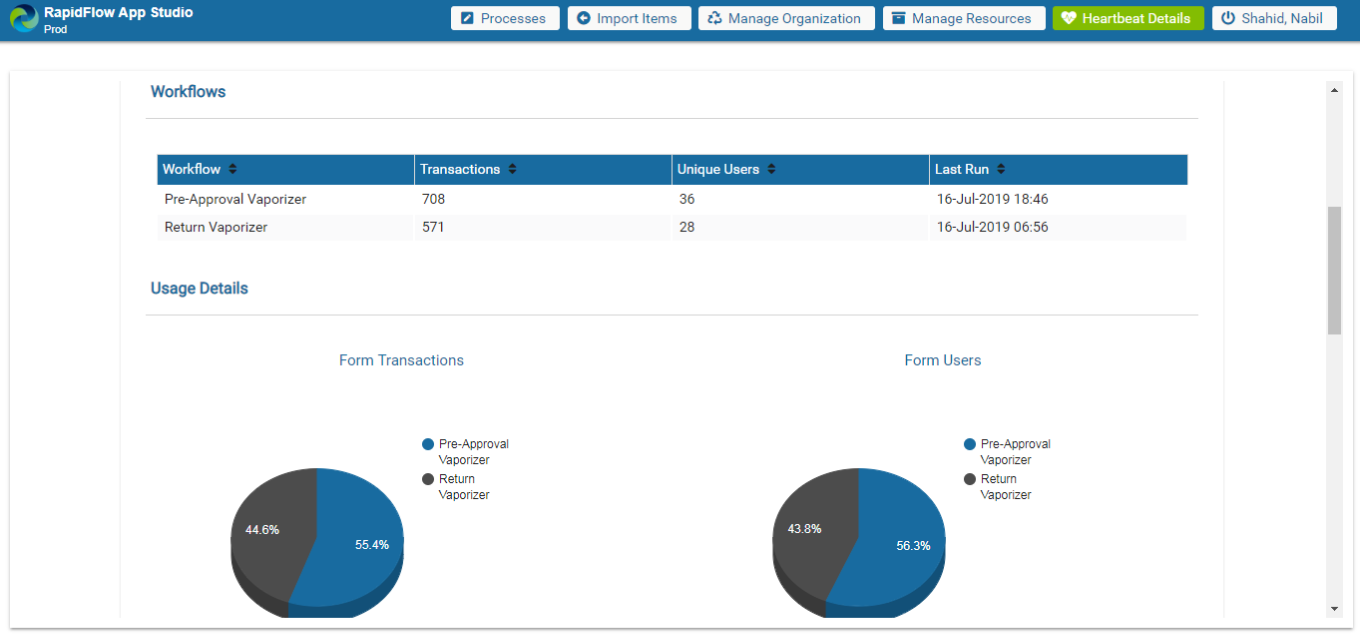 RapidFlow App Studio
Prod
Processes
Import Items
Manage Organization
Manage Resources
Heartbeat Details
Shahid, Nabil
Workflows
Workflow Transactions Unique Users Last Run
Pre-Approval Vaporizer 708 36 16-Jul-2019 18:46
Return Vaporizer 571 28 16-Jul-2019 06:56
Usage Details
Form Transactions
Pre-Approval
Vaporizer
Return
Vaporizer
44.6%
55.4%
Form Users
Pre-Approval
Vaporizer
Return
Vaporizer
43.8%
56.3%